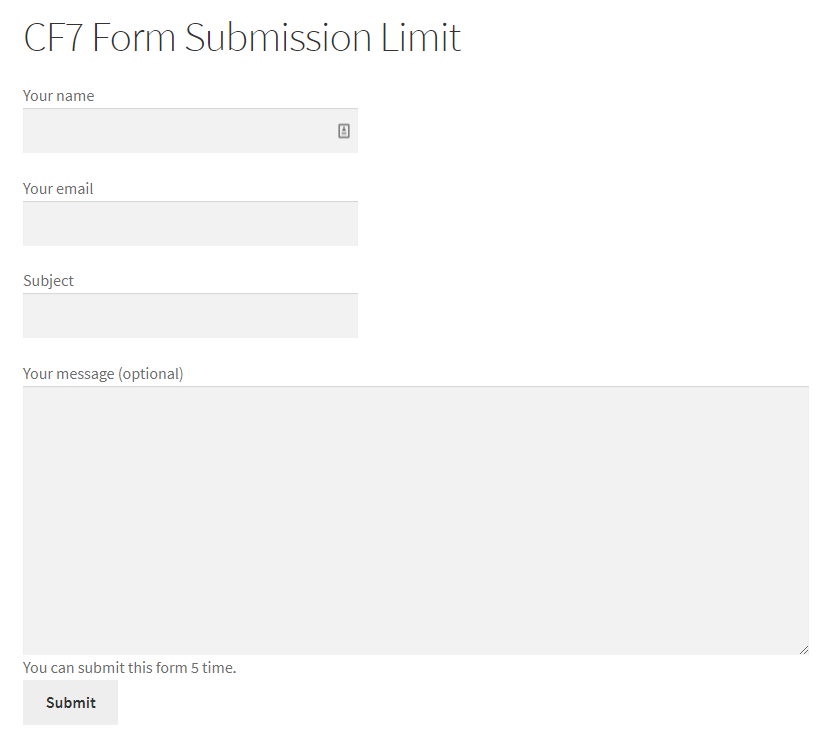 CF7 Form Submission Limit
Your name
Your email
Subject
Your message (optional)
You can submit this form 5 time.
Submit